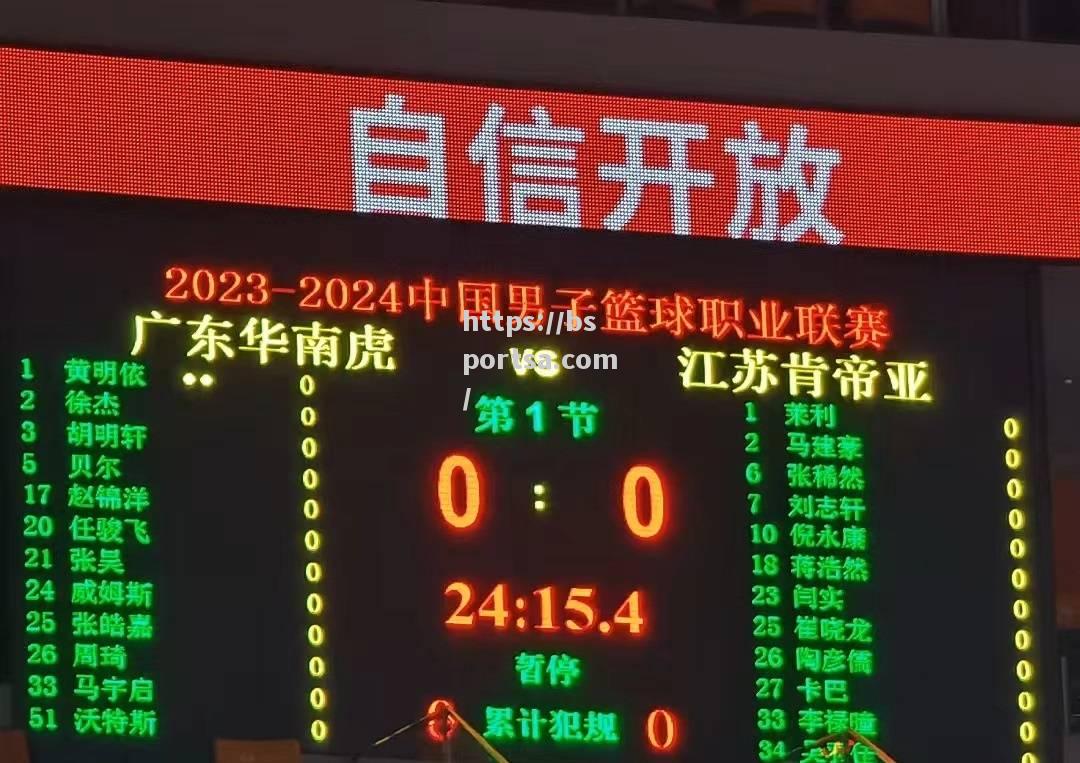 自信开放
2023-2024中国男子篮球职业联赛
广东华南虎 VS 江苏肯帝亚
https://bs
portsa.com
/
第1节
0 : 0
24:15.4
暂停
0 累计犯规 0
1 黄明依 0
2 徐杰 0
3 胡明轩 0
5 贝尔 0
17 赵锦洋 0
20 任骏飞 0
21 张昊 0
24 威姆斯 0
25 张皓嘉 0
26 周琦 0
33 马宇启 0
51 沃特斯 0
1 莱利 0
2 马建豪 0
6 张稀然 0
7 刘志轩 0
10 倪永康 0
18 蒋浩然 0
23 闫实 0
25 崔晓龙 0
26 陶彦儒 0
27 卡巴 0
33 李禄瞳 0
34 0